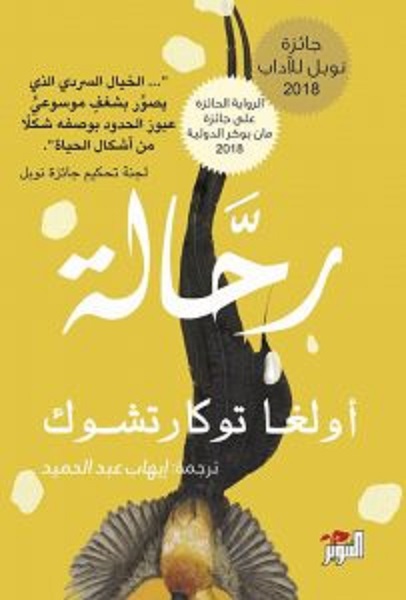 جائزة
نوبل للآداب
2018
"... الخيال السردي الذي
يصوِّر بشغفٍ موسوعيٍّ
عبورَ الحدود بوصفه شكلًا
من أشكال الحياة".
لجنة تحكيم جائزة نوبل
الرواية الحائزة
على جائزة
مان بوكر الدولية
2018
رحَّالة
أولغا توكارتشوك
ترجمة: إيهاب عبد الحميد
التنوير